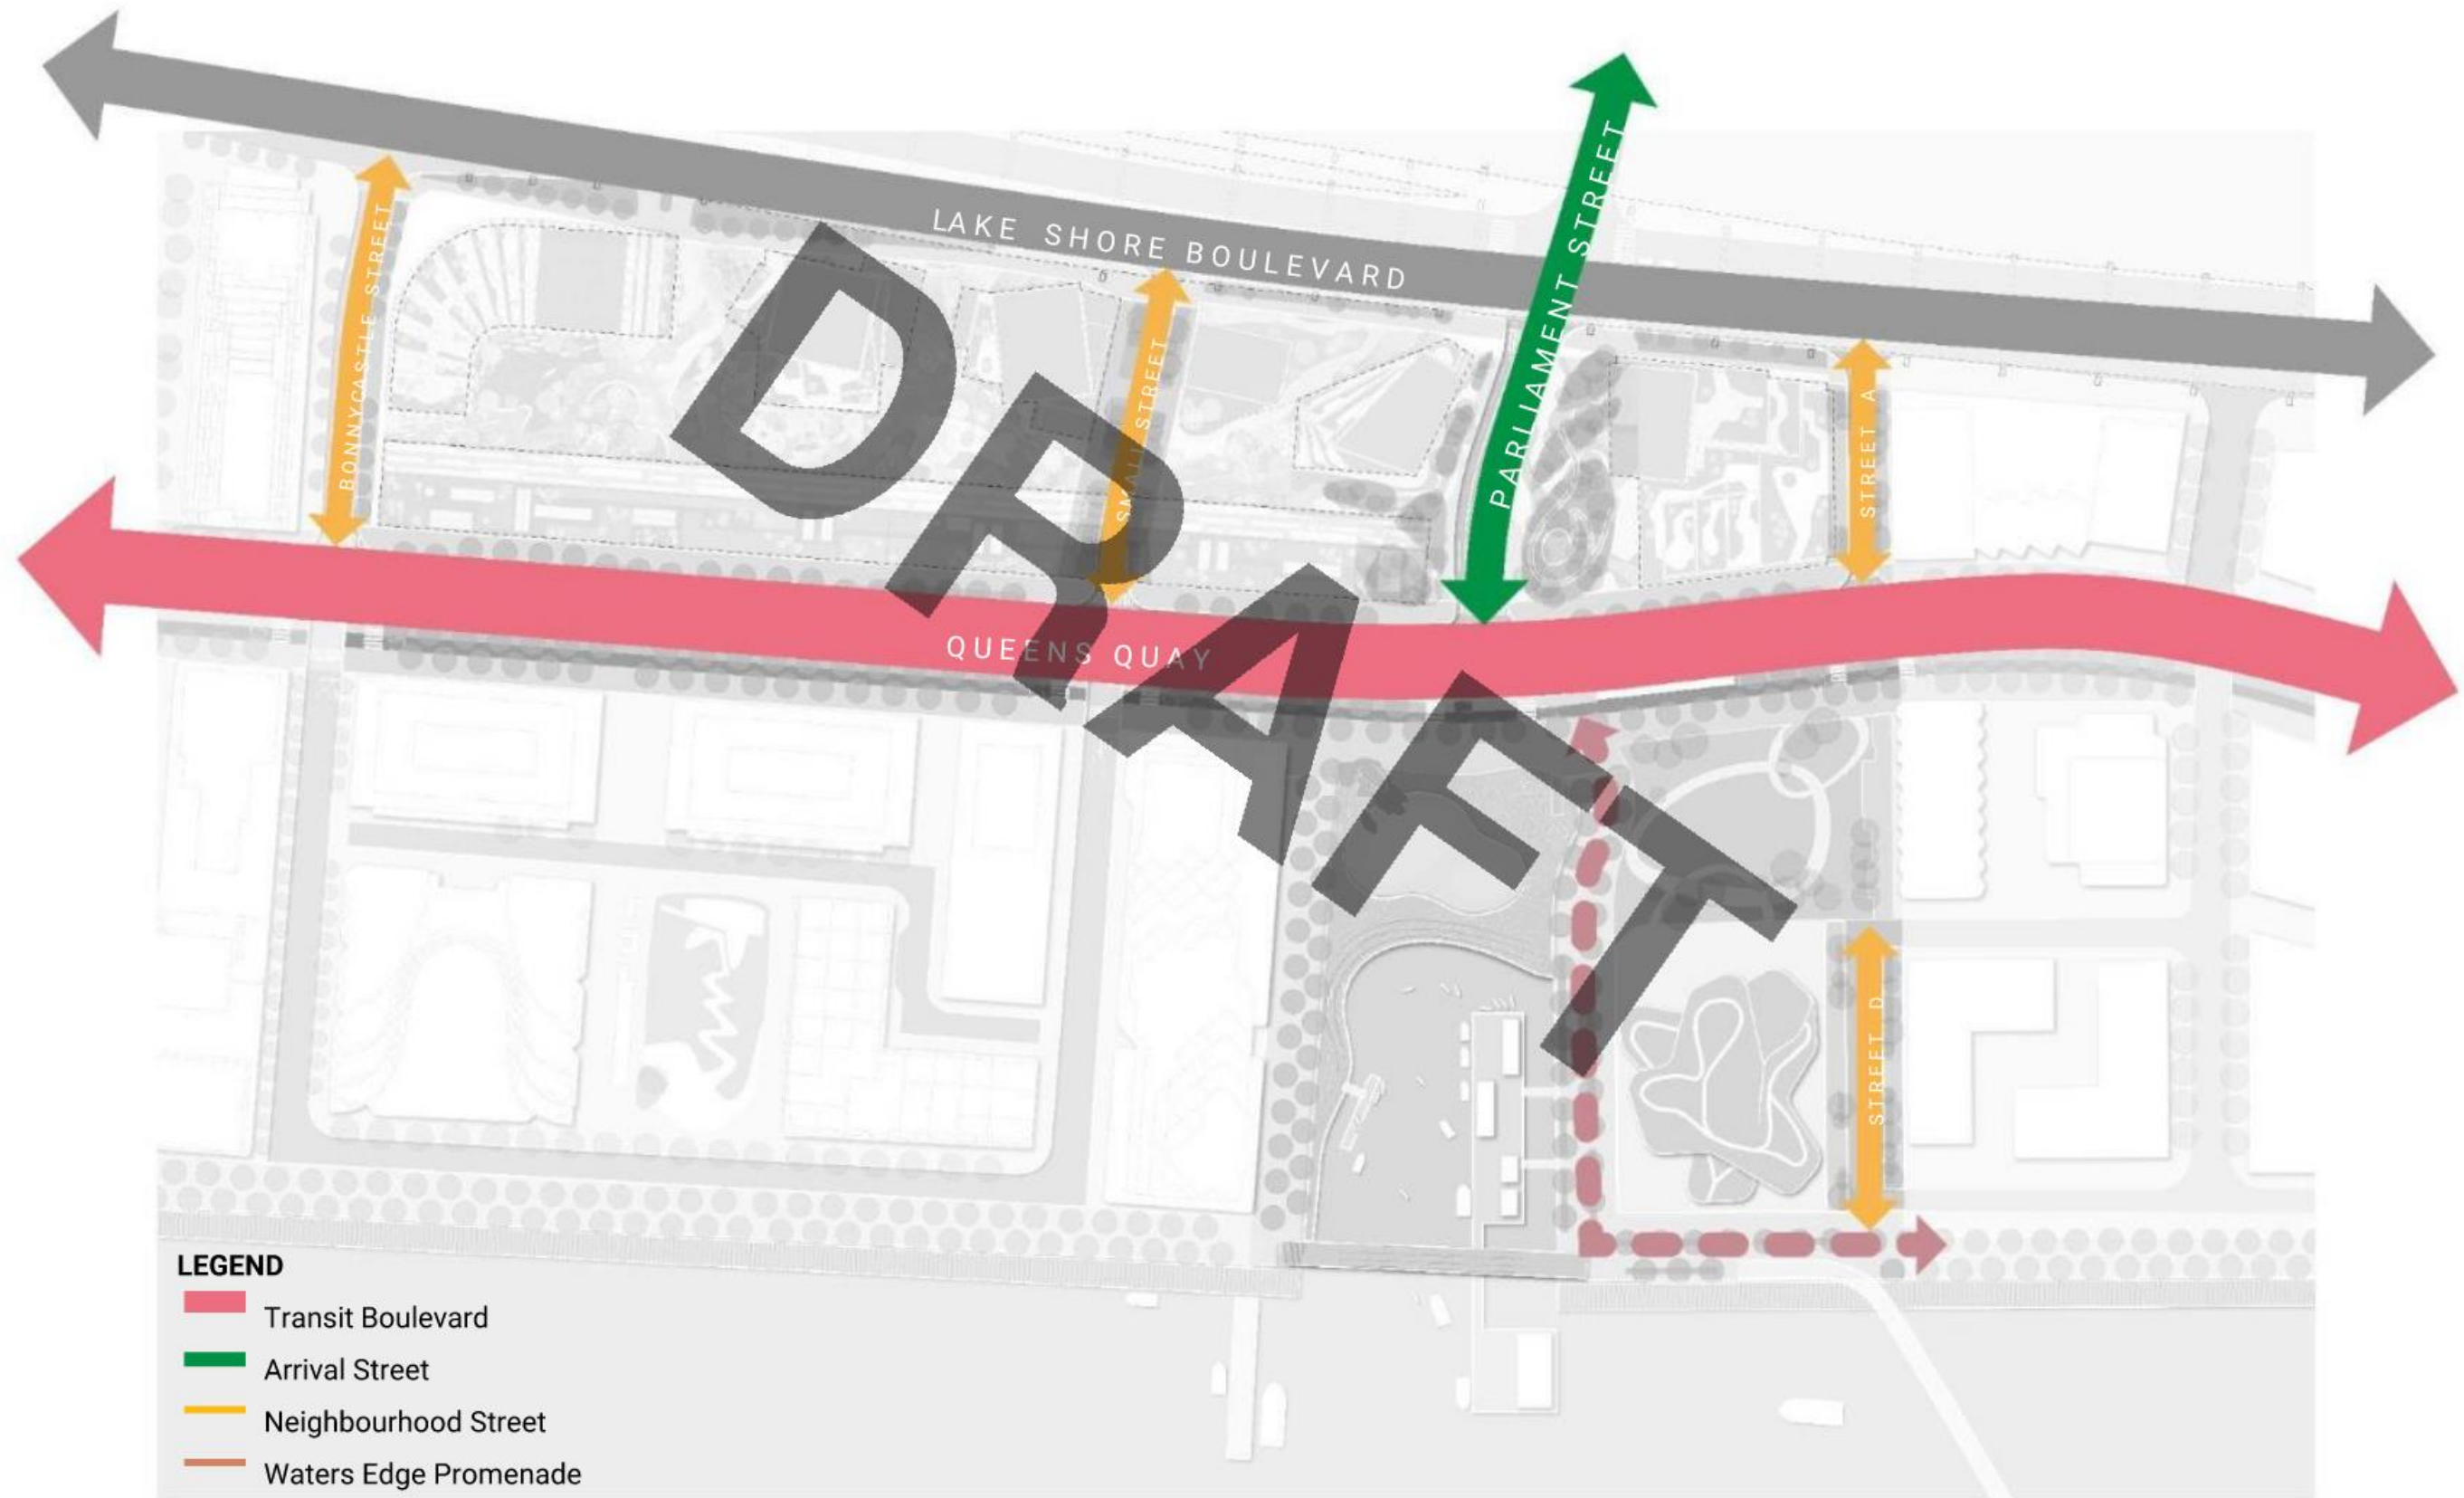 LAKE SHORE BOULEVARD
PARLIAMENT STREET
BONNYCASTLE STREET
SMALL STREET
STREET A
QUEENS QUAY
DRAFT
STREET D
LEGEND
Transit Boulevard
Arrival Street
Neighbourhood Street
Waters Edge Promenade